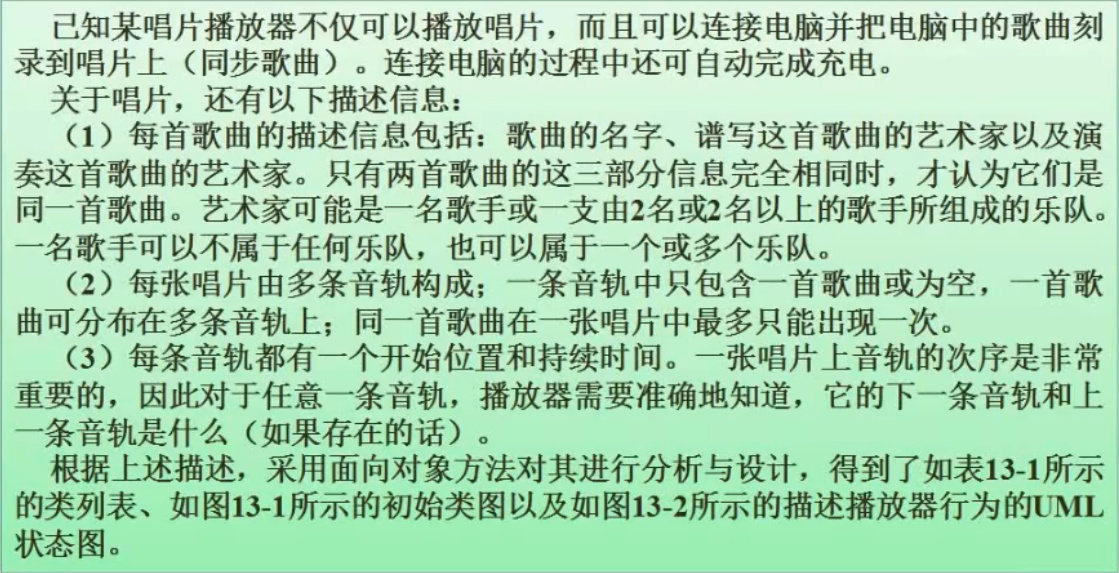 已知某唱片播放器不仅可以播放唱片，而且可以连接电脑并把电脑中的歌曲刻
录到唱片上（同步歌曲）。连接电脑的过程中还可自动完成充电。
关于唱片，还有以下描述信息：
（1）每首歌曲的描述信息包括：歌曲的名字、谱写这首歌曲的艺术家以及演
奏这首歌曲的艺术家。只有两首歌曲的这三部分信息完全相同时，才认为它们是
同一首歌曲。艺术家可能是一名歌手或一支由2名或2名以上的歌手所组成的乐队。
一名歌手可以不属于任何乐队，也可以属于一个或多个乐队。
（2）每张唱片由多条音轨构成；一条音轨中只包含一首歌曲或为空，一首歌
曲可分布在多条音轨上；同一首歌曲在一张唱片中最多只能出现一次。
（3）每条音轨都有一个开始位置和持续时间。一张唱片上音轨的次序是非常
重要的，因此对于任意一条音轨，播放器需要准确地知道，它的下一条音轨和上
一条音轨是什么（如果存在的话）。
根据上述描述，采用面向对象方法对其进行分析与设计，得到了如表13-1所示
的类列表、如图13-1所示的初始类图以及如图13-2所示的描述播放器行为的UML
状态图。